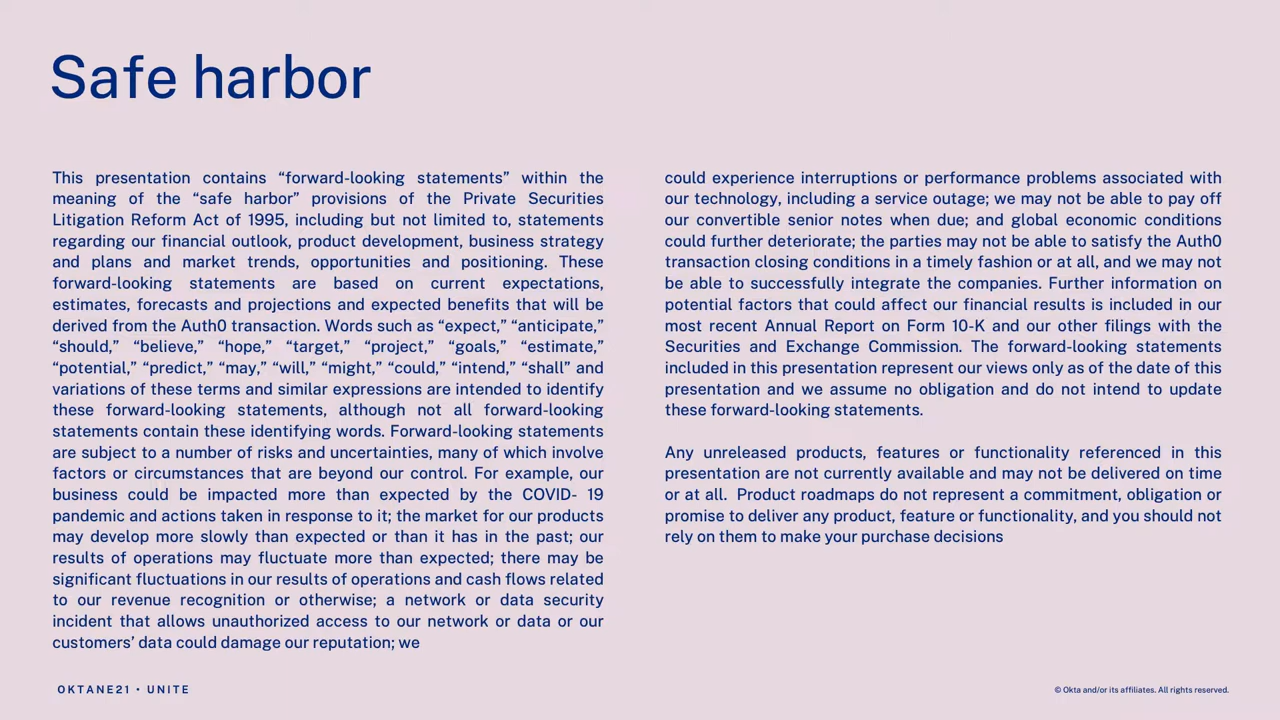 Safe harbor
This presentation contains “forward-looking statements” within the
meaning of the “safe harbor” provisions of the Private Securities
Litigation Reform Act of 1995, including but not limited to, statements
regarding our financial outlook, product development, business strategy
and plans and market trends, opportunities and positioning. These
forward-looking statements are based on current expectations,
estimates, forecasts and projections and expected benefits that will be
derived from the Auth0 transaction. Words such as “expect,” “anticipate,”
“should,” “believe,” “hope,” “target,” “project,” “goals,” “estimate,”
“potential,” “predict,” “may,” “will,” “might,” “could,” “intend,” “shall” and
variations of these terms and similar expressions are intended to identify
these forward-looking statements, although not all forward-looking
statements contain these identifying words. Forward-looking statements
are subject to a number of risks and uncertainties, many of which involve
factors or circumstances that are beyond our control. For example, our
business could be impacted more than expected by the COVID- 19
pandemic and actions taken in response to it; the market for our products
may develop more slowly than expected or than it has in the past; our
results of operations may fluctuate more than expected; there may be
significant fluctuations in our results of operations and cash flows related
to our revenue recognition or otherwise; a network or data security
incident that allows unauthorized access to our network or data or our
customers’ data could damage our reputation; we
could experience interruptions or performance problems associated with
our technology, including a service outage; we may not be able to pay off
our convertible senior notes when due; and global economic conditions
could further deteriorate; the parties may not be able to satisfy the Auth0
transaction closing conditions in a timely fashion or at all, and we may not
be able to successfully integrate the companies. Further information on
potential factors that could affect our financial results is included in our
most recent Annual Report on Form 10-K and our other filings with the
Securities and Exchange Commission. The forward-looking statements
included in this presentation represent our views only as of the date of this
presentation and we assume no obligation and do not intend to update
these forward-looking statements.
Any unreleased products, features or functionality referenced in this
presentation are not currently available and may not be delivered on time
or at all.  Product roadmaps do not represent a commitment, obligation or
promise to deliver any product, feature or functionality, and you should not
rely on them to make your purchase decisions
OKTANE21 • UNITE
© Okta and/or its affiliates. All rights reserved.